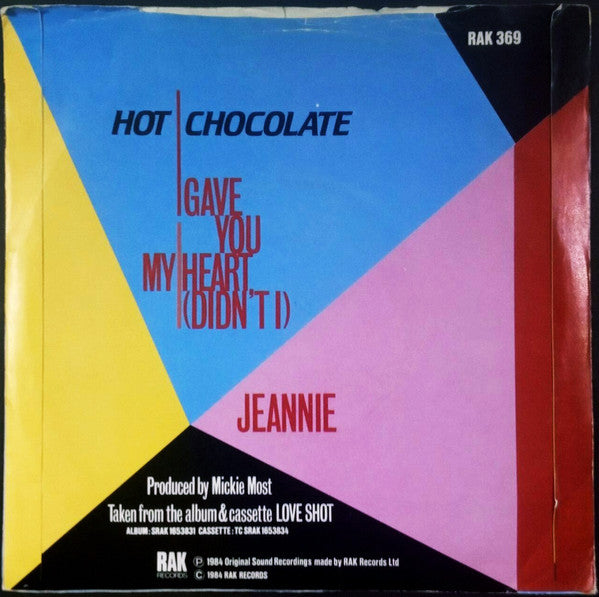 RAK 369
HOT CHOCOLATE
I GAVE
YOU
MY HEART,
(DIDN'T I)
JEANNIE
Produced by Mickie Most
Taken from the album & cassette LOVE SHOT
ALBUM: SRAK 1653831 CASSETTE: TC SRAK 1653834
RAK
RECORDS
Ⓟ 1984 Original Sound Recordings made by RAK Records Ltd
Ⓒ 1984 RAK RECORDS